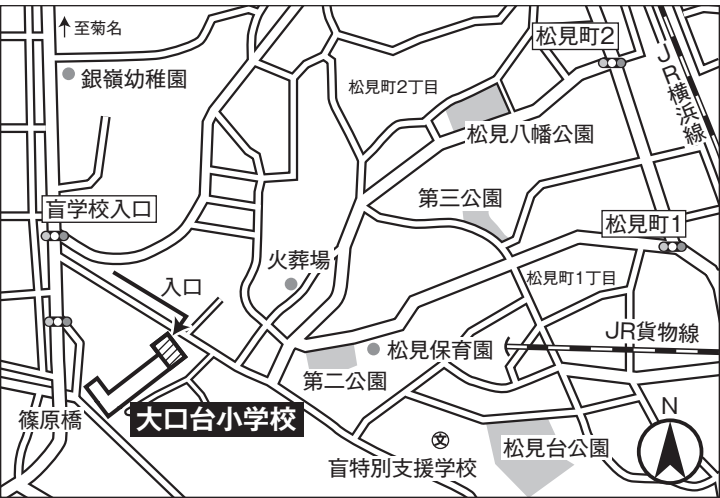 至菊名
銀嶺幼稚園
松見町2
JR横浜線
松見町2丁目
松見八幡公園
盲学校入口
第三公園
松見町1
火葬場
入口
松見町1丁目
JR貨物線
松見保育園
第二公園
篠原橋
大口台小学校
N
文
盲特別支援学校
松見台公園